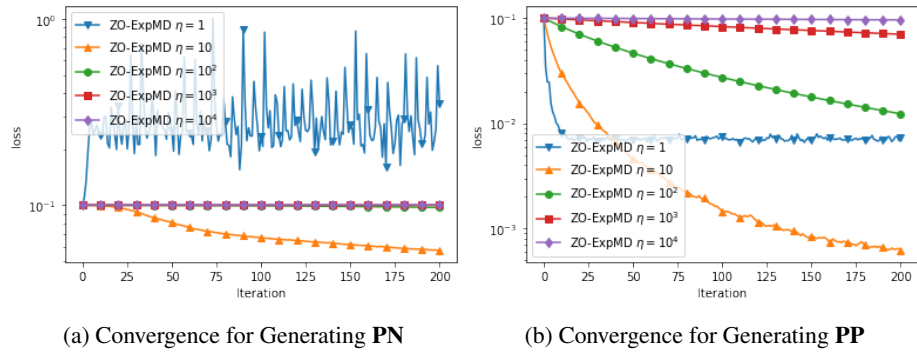 10⁰
10⁻¹
loss
ZO-ExpMD η = 1
ZO-ExpMD η = 10
ZO-ExpMD η = 10²
ZO-ExpMD η = 10³
ZO-ExpMD η = 10⁴
0 25 50 75 100 125 150 175 200
Iteration
(a) Convergence for Generating PN
10⁻¹
10⁻²
10⁻³
loss
ZO-ExpMD η = 1
ZO-ExpMD η = 10
ZO-ExpMD η = 10²
ZO-ExpMD η = 10³
ZO-ExpMD η = 10⁴
0 25 50 75 100 125 150 175 200
Iteration
(b) Convergence for Generating PP